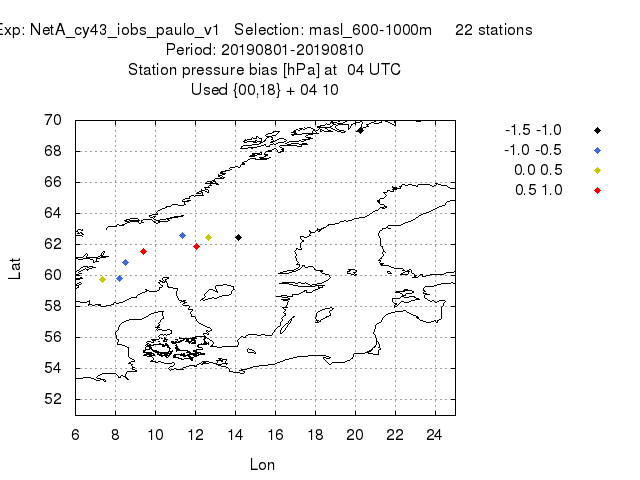 Exp: NetA_cy43_iobs_paulo_v1 Selection: masl_600-1000m 22 stations
Period: 20190801-20190810
Station pressure bias [hPa] at 04 UTC
Used {00,18} + 04 10
-1.5 -1.0
-1.0 -0.5
0.0 0.5
0.5 1.0
70
68
66
64
62
60
58
56
54
52
Lat
6 8 10 12 14 16 18 20 22 24
Lon